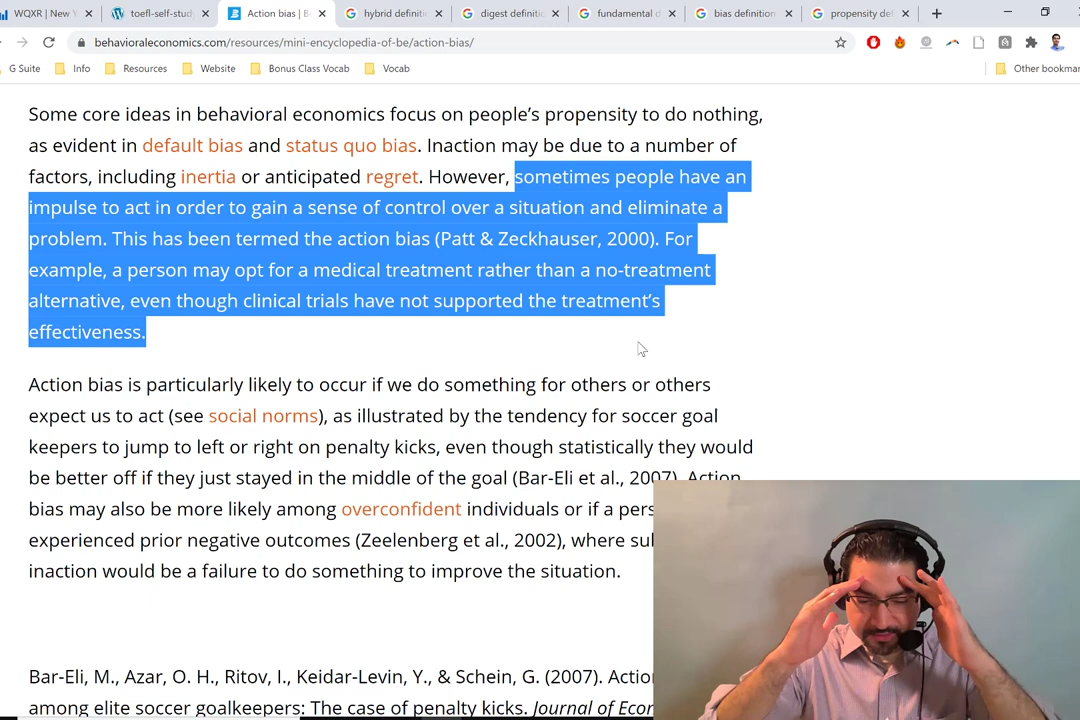 WQXR | New Y
toefl-self-stud
Action bias | Be
hybrid definiti
digest definitio
fundamental d
bias definition
propensity def
behavioraleconomics.com/resources/mini-encyclopedia-of-be/action-bias/
G Suite Info Resources Website Bonus Class Vocab Vocab Other bookmar
Some core ideas in behavioral economics focus on people's propensity to do nothing,
as evident in default bias and status quo bias. Inaction may be due to a number of
factors, including inertia or anticipated regret. However, sometimes people have an
impulse to act in order to gain a sense of control over a situation and eliminate a
problem. This has been termed the action bias (Patt & Zeckhauser, 2000). For
example, a person may opt for a medical treatment rather than a no-treatment
alternative, even though clinical trials have not supported the treatment's
effectiveness.
Action bias is particularly likely to occur if we do something for others or others
expect us to act (see social norms), as illustrated by the tendency for soccer goal
keepers to jump to left or right on penalty kicks, even though statistically they would
be better off if they just stayed in the middle of the goal (Bar-Eli et al., 2007). Action
bias may also be more likely among overconfident individuals or if a pers
experienced prior negative outcomes (Zeelenberg et al., 2002), where su
inaction would be a failure to do something to improve the situation.
Bar-Eli, M., Azar, O. H., Ritov, I., Keidar-Levin, Y., & Schein, G. (2007). Actio
among elite soccer goalkeepers: The case of penalty kicks. Journal of Econ